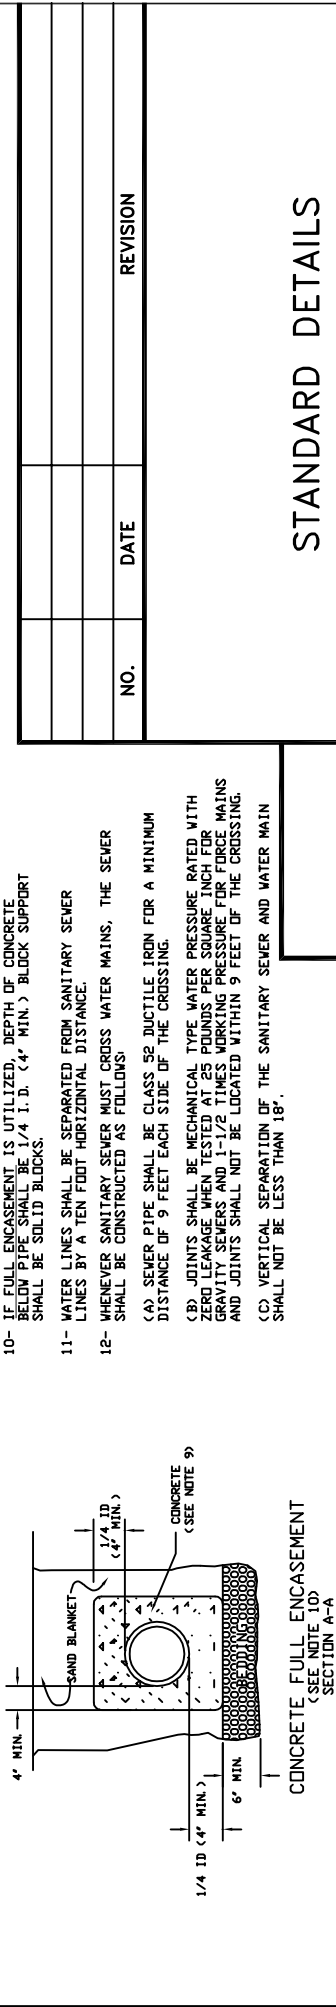 4" MIN.
SAND BLANKET
1/4 ID
(4" MIN.)
CONCRETE
(SEE NOTE 9)
1/4 ID (4" MIN.)
BEDDING
6" MIN.
CONCRETE FULL ENCASEMENT
(SEE NOTE 10)
SECTION A-A
10- IF FULL ENCASEMENT IS UTILIZED, DEPTH OF CONCRETE
BELOW PIPE SHALL BE 1/4 I.D. (4" MIN.) BLOCK SUPPORT
SHALL BE SOLID BLOCKS.
11- WATER LINES SHALL BE SEPARATED FROM SANITARY SEWER
LINES BY A TEN FOOT HORIZONTAL DISTANCE.
12- WHENEVER SANITARY SEWER MUST CROSS WATER MAINS, THE SEWER
SHALL BE CONSTRUCTED AS FOLLOWS:
(A) SEWER PIPE SHALL BE CLASS 52 DUCTILE IRON FOR A MINIMUM
DISTANCE OF 9 FEET EACH SIDE OF THE CROSSING.
(B) JOINTS SHALL BE MECHANICAL TYPE WATER PRESSURE RATED WITH
ZERO LEAKAGE WHEN TESTED AT 25 POUNDS PER SQUARE INCH FOR
GRAVITY SEWERS AND 1-1/2 TIMES WORKING PRESSURE FOR FORCE MAINS
AND JOINTS SHALL NOT BE LOCATED WITHIN 9 FEET OF THE CROSSING.
(C) VERTICAL SEPARATION OF THE SANITARY SEWER AND WATER MAIN
SHALL NOT BE LESS THAN 18".
NO. DATE REVISION
STANDARD DETAILS